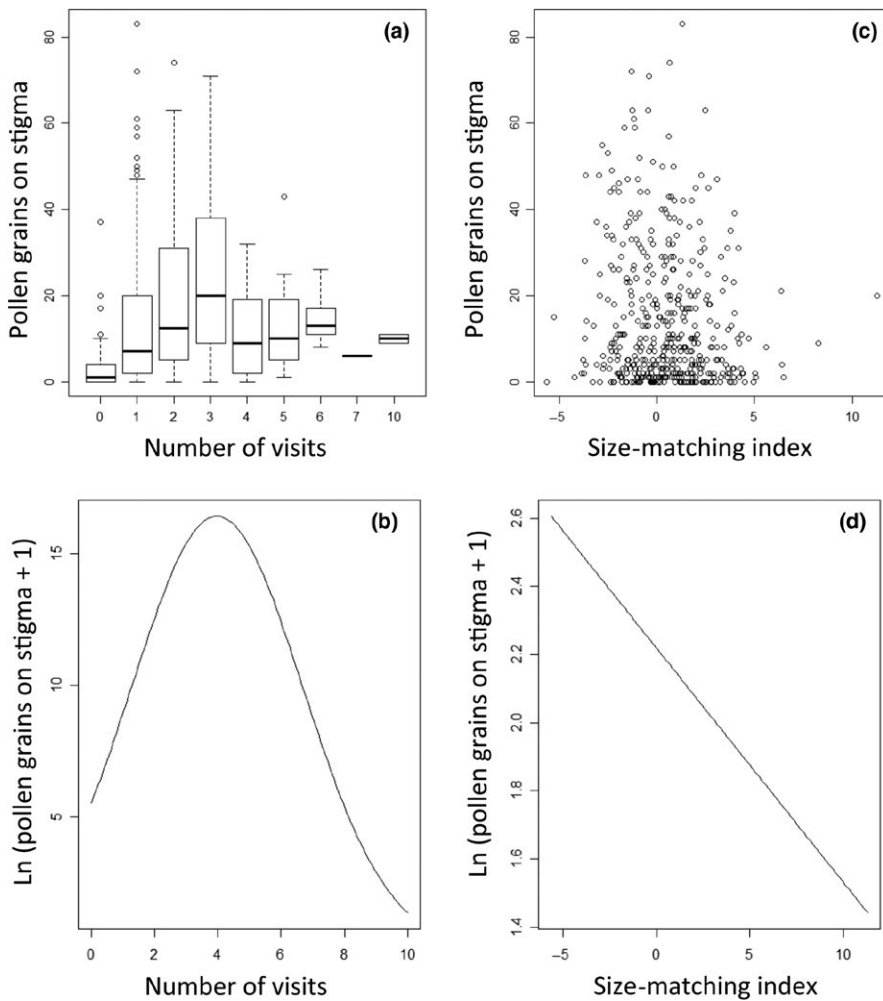 (a)
Pollen grains on stigma
80
60
40
20
0
0 1 2 3 4 5 6 7 10
Number of visits
(c)
Pollen grains on stigma
80
60
40
20
0
−5 0 5 10
Size-matching index
(b)
Ln (pollen grains on stigma + 1)
15
10
5
0 2 4 6 8 10
Number of visits
(d)
Ln (pollen grains on stigma + 1)
2.6
2.4
2.2
2.0
1.8
1.6
1.4
−5 0 5 10
Size-matching index